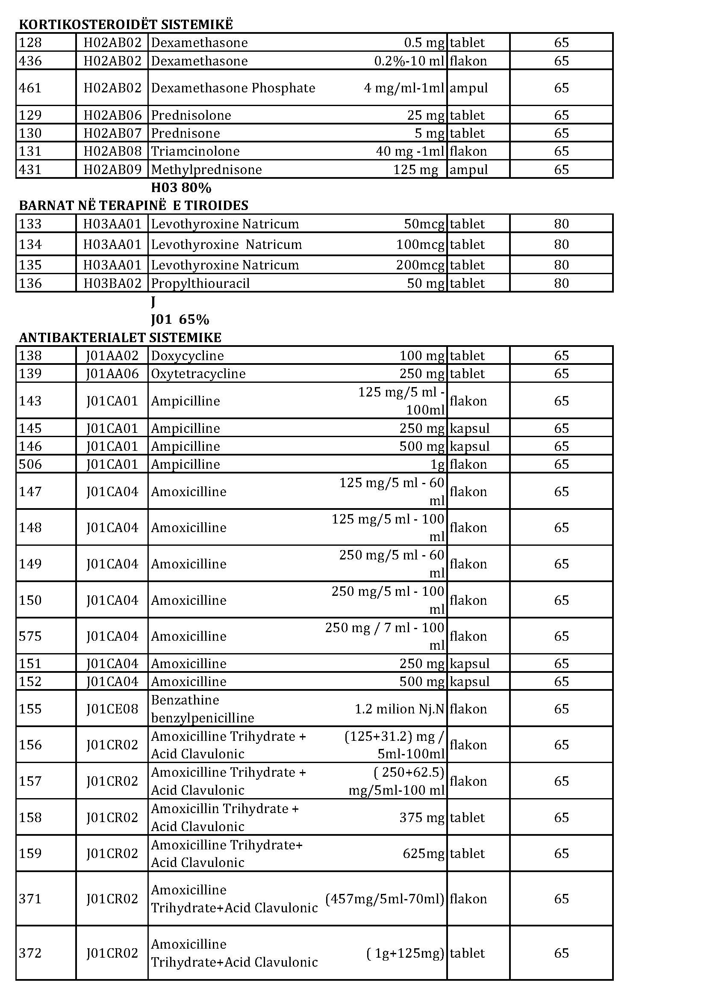 KORTIKOSTEROIDËT SISTEMIKË
128 H02AB02 Dexamethasone 0.5 mg tablet 65
436 H02AB02 Dexamethasone 0.2%-10 ml flakon 65
461 H02AB02 Dexamethasone Phosphate 4 mg/ml-1ml ampul 65
129 H02AB06 Prednisolone 25 mg tablet 65
130 H02AB07 Prednisone 5 mg tablet 65
131 H02AB08 Triamcinolone 40 mg -1ml flakon 65
431 H02AB09 Methylprednisone 125 mg ampul 65
H03 80%
BARNAT NË TERAPINË E TIROIDES
133 H03AA01 Levothyroxine Natricum 50mcg tablet 80
134 H03AA01 Levothyroxine Natricum 100mcg tablet 80
135 H03AA01 Levothyroxine Natricum 200mcg tablet 80
136 H03BA02 Propylthiouracil 50 mg tablet 80
J
J01 65%
ANTIBAKTERIALET SISTEMIKE
138 J01AA02 Doxycycline 100 mg tablet 65
139 J01AA06 Oxytetracycline 250 mg tablet 65
143 J01CA01 Ampicilline 125 mg/5 ml -
100ml flakon 65
145 J01CA01 Ampicilline 250 mg kapsul 65
146 J01CA01 Ampicilline 500 mg kapsul 65
506 J01CA01 Ampicilline 1g flakon 65
147 J01CA04 Amoxicilline 125 mg/5 ml - 60
ml flakon 65
148 J01CA04 Amoxicilline 125 mg/5 ml - 100
ml flakon 65
149 J01CA04 Amoxicilline 250 mg/5 ml - 60
ml flakon 65
150 J01CA04 Amoxicilline 250 mg/5 ml - 100
ml flakon 65
575 J01CA04 Amoxicilline 250 mg / 7 ml - 100
ml flakon 65
151 J01CA04 Amoxicilline 250 mg kapsul 65
152 J01CA04 Amoxicilline 500 mg kapsul 65
155 J01CE08 Benzathine
benzylpenicilline 1.2 milion Nj.N flakon 65
156 J01CR02 Amoxicilline Trihydrate + (125+31.2) mg /
Acid Clavulonic 5ml-100ml flakon 65
157 J01CR02 Amoxicilline Trihydrate + ( 250+62.5)
Acid Clavulonic mg/5ml-100 ml flakon 65
158 J01CR02 Amoxicillin Trihydrate +
Acid Clavulonic 375 mg tablet 65
159 J01CR02 Amoxicilline Trihydrate+
Acid Clavulonic 625mg tablet 65
371 J01CR02 Amoxicilline
Trihydrate+Acid Clavulonic (457mg/5ml-70ml) flakon 65
372 J01CR02 Amoxicilline
Trihydrate+Acid Clavulonic ( 1g+125mg) tablet 65